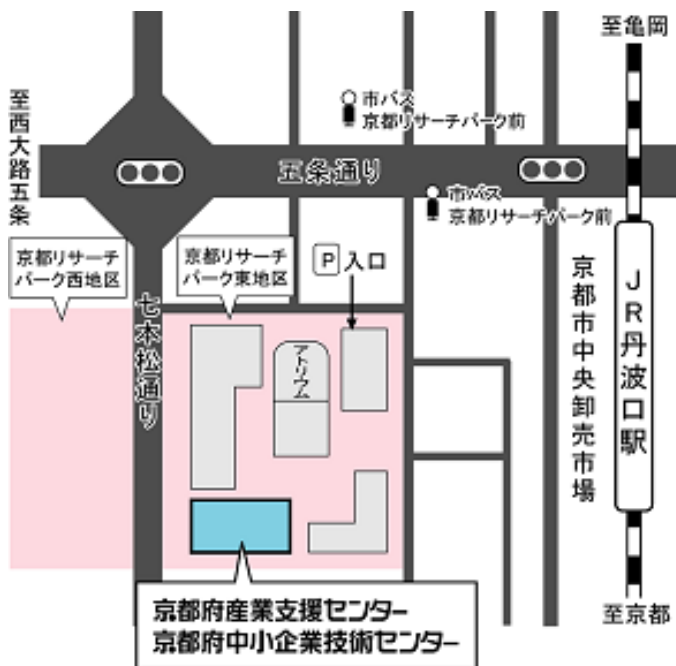 至亀岡
市バス
京都リサーチパーク前
至西大路五条
五条通り
市バス
京都リサーチパーク前
京都リサーチ
パーク西地区
京都リサーチ
パーク東地区
P 入口
七本松通り
アトリウム
京都市中央卸売市場
JR丹波口駅
京都府産業支援センター
京都府中小企業技術センター
至京都